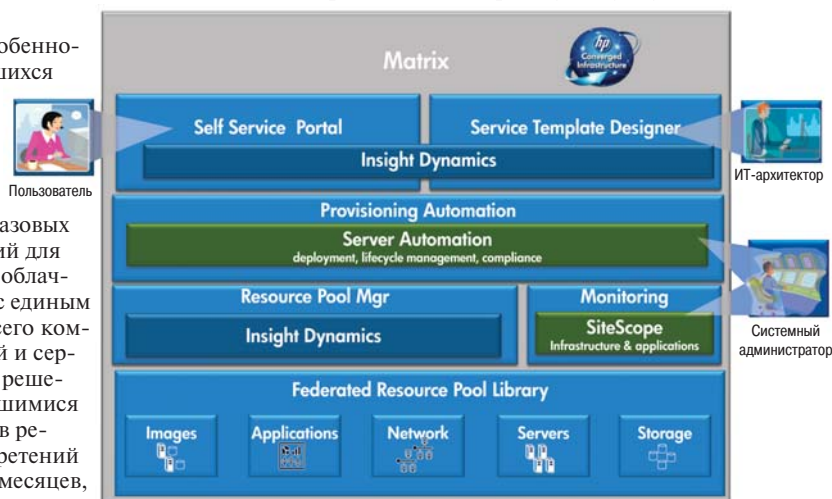 обенно-
шихся
Пользователь
азовых
ий для
облач-
с единым
сего ком-
й и сер-
реше-
шимися
в ре-
ретений
месяцев,
Matrix
hp
Converged
Infrastructure
Self Service Portal
Service Template Designer
Insight Dynamics
ИТ-архитектор
Provisioning Automation
Server Automation
deployment, lifecycle management, compliance
Resource Pool Mgr
Monitoring
Insight Dynamics
SiteScope
Infrastructure & applications
Системный
администратор
Federated Resource Pool Library
Images
Applications
Network
Servers
Storage